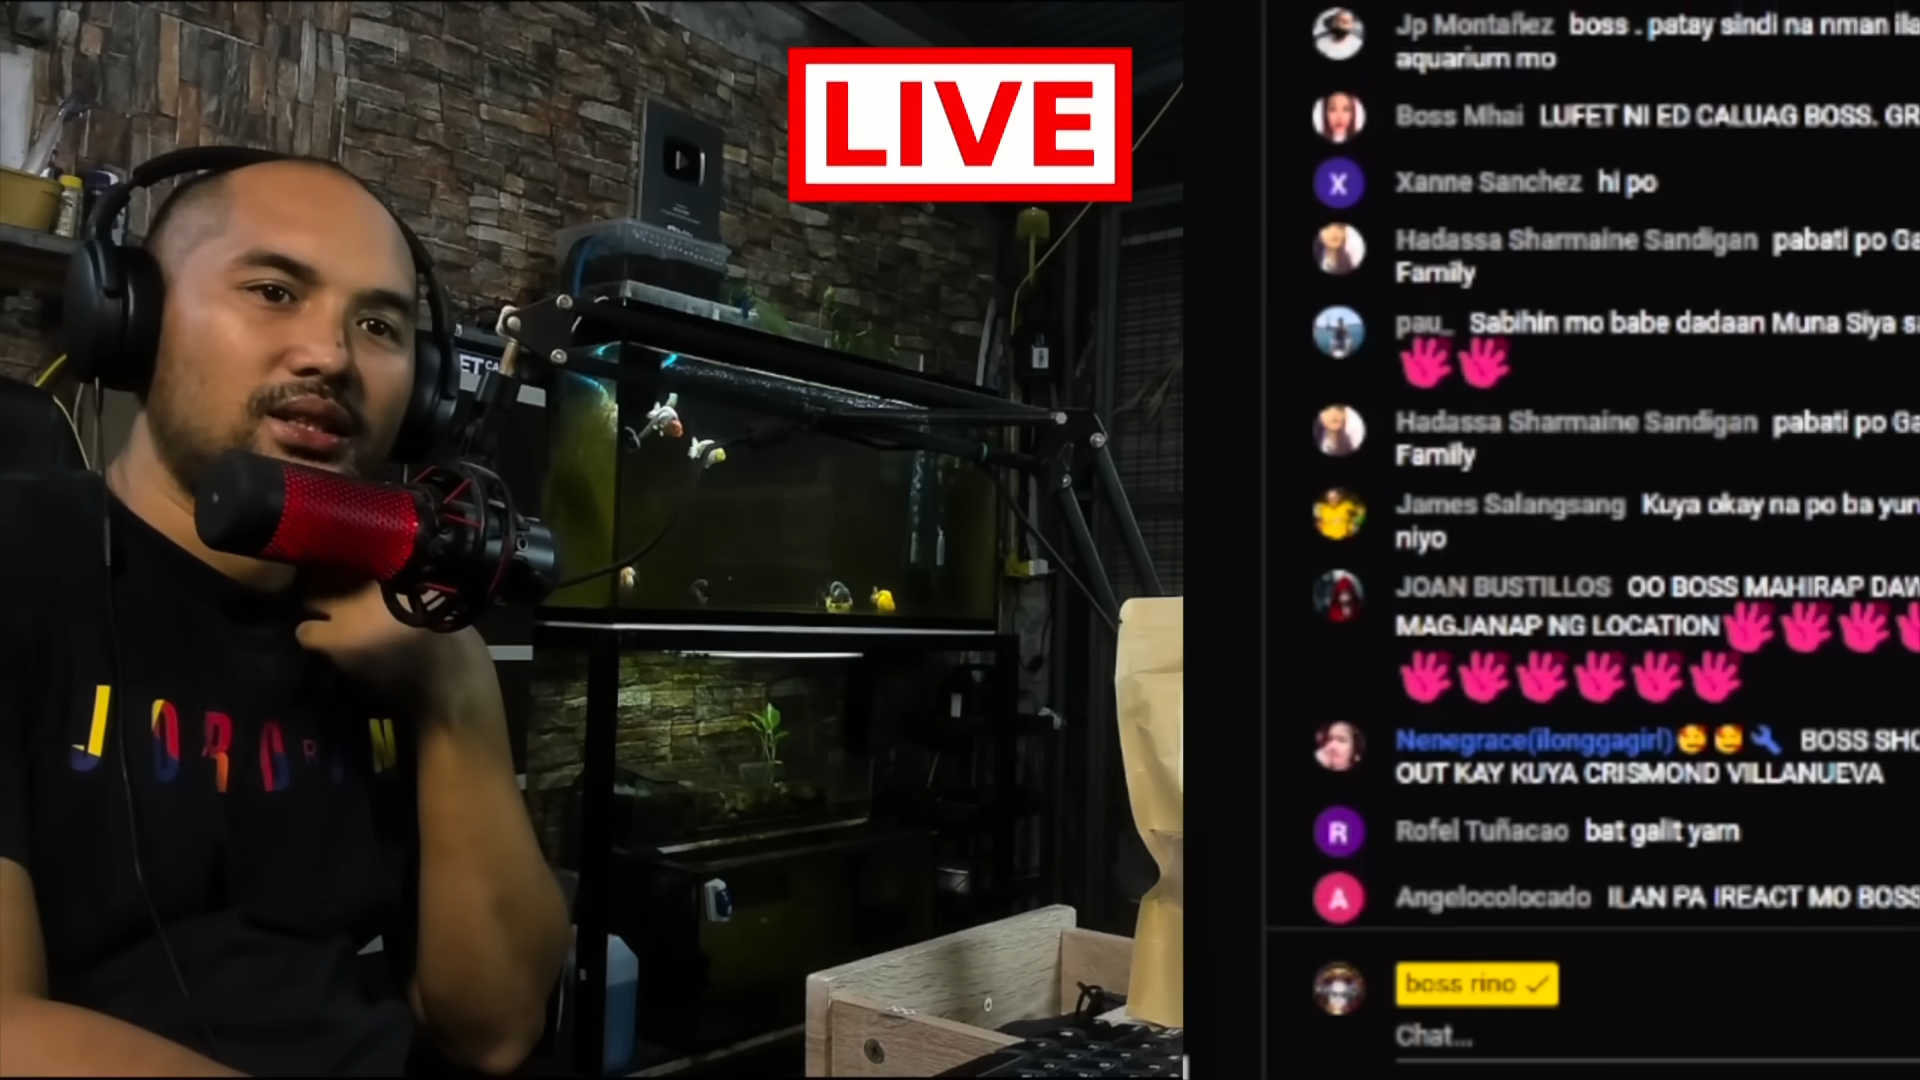 LIVE
JORDAN
Jp Montañez boss . patay sindi na nman ila
aquarium mo
Boss Mhai LUFET NI ED CALUAG BOSS. GR
X
Xanne Sanchez hi po
Hadassa Sharmaine Sandigan pabati po Ga
Family
pau_ Sabihin mo babe dadaan Muna Siya s
Hadassa Sharmaine Sandigan pabati po Ga
Family
James Salangsang Kuya okay na po ba yun
niyo
JOAN BUSTILLOS OO BOSS MAHIRAP DAW
MAGJANAP NG LOCATION
Nenegrace(ilonggagirl) BOSS SHO
OUT KAY KUYA CRISMOND VILLANUEVA
R
Rofel Tuñacao bat galit yarn
A
Angelocolocado ILAN PA IREACT MO BOSS
boss rino ✓
Chat...